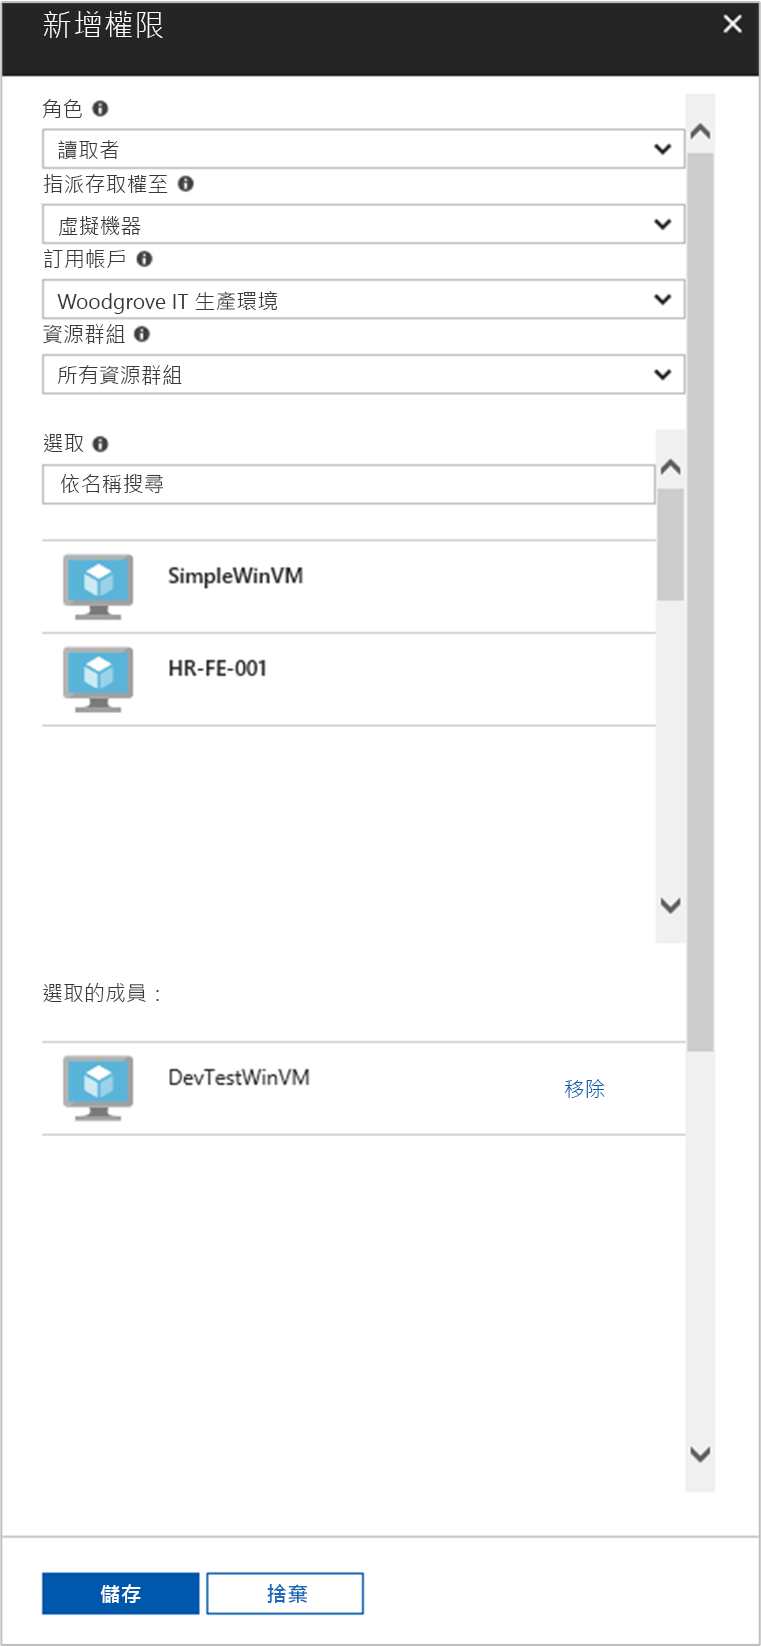 新增權限
角色
讀取者
指派存取權至
虛擬機器
訂用帳戶
Woodgrove IT 生產環境
資源群組
所有資源群組
選取
依名稱搜尋
SimpleWinVM
HR-FE-001
選取的成員：
DevTestWinVM
移除
儲存
捨棄